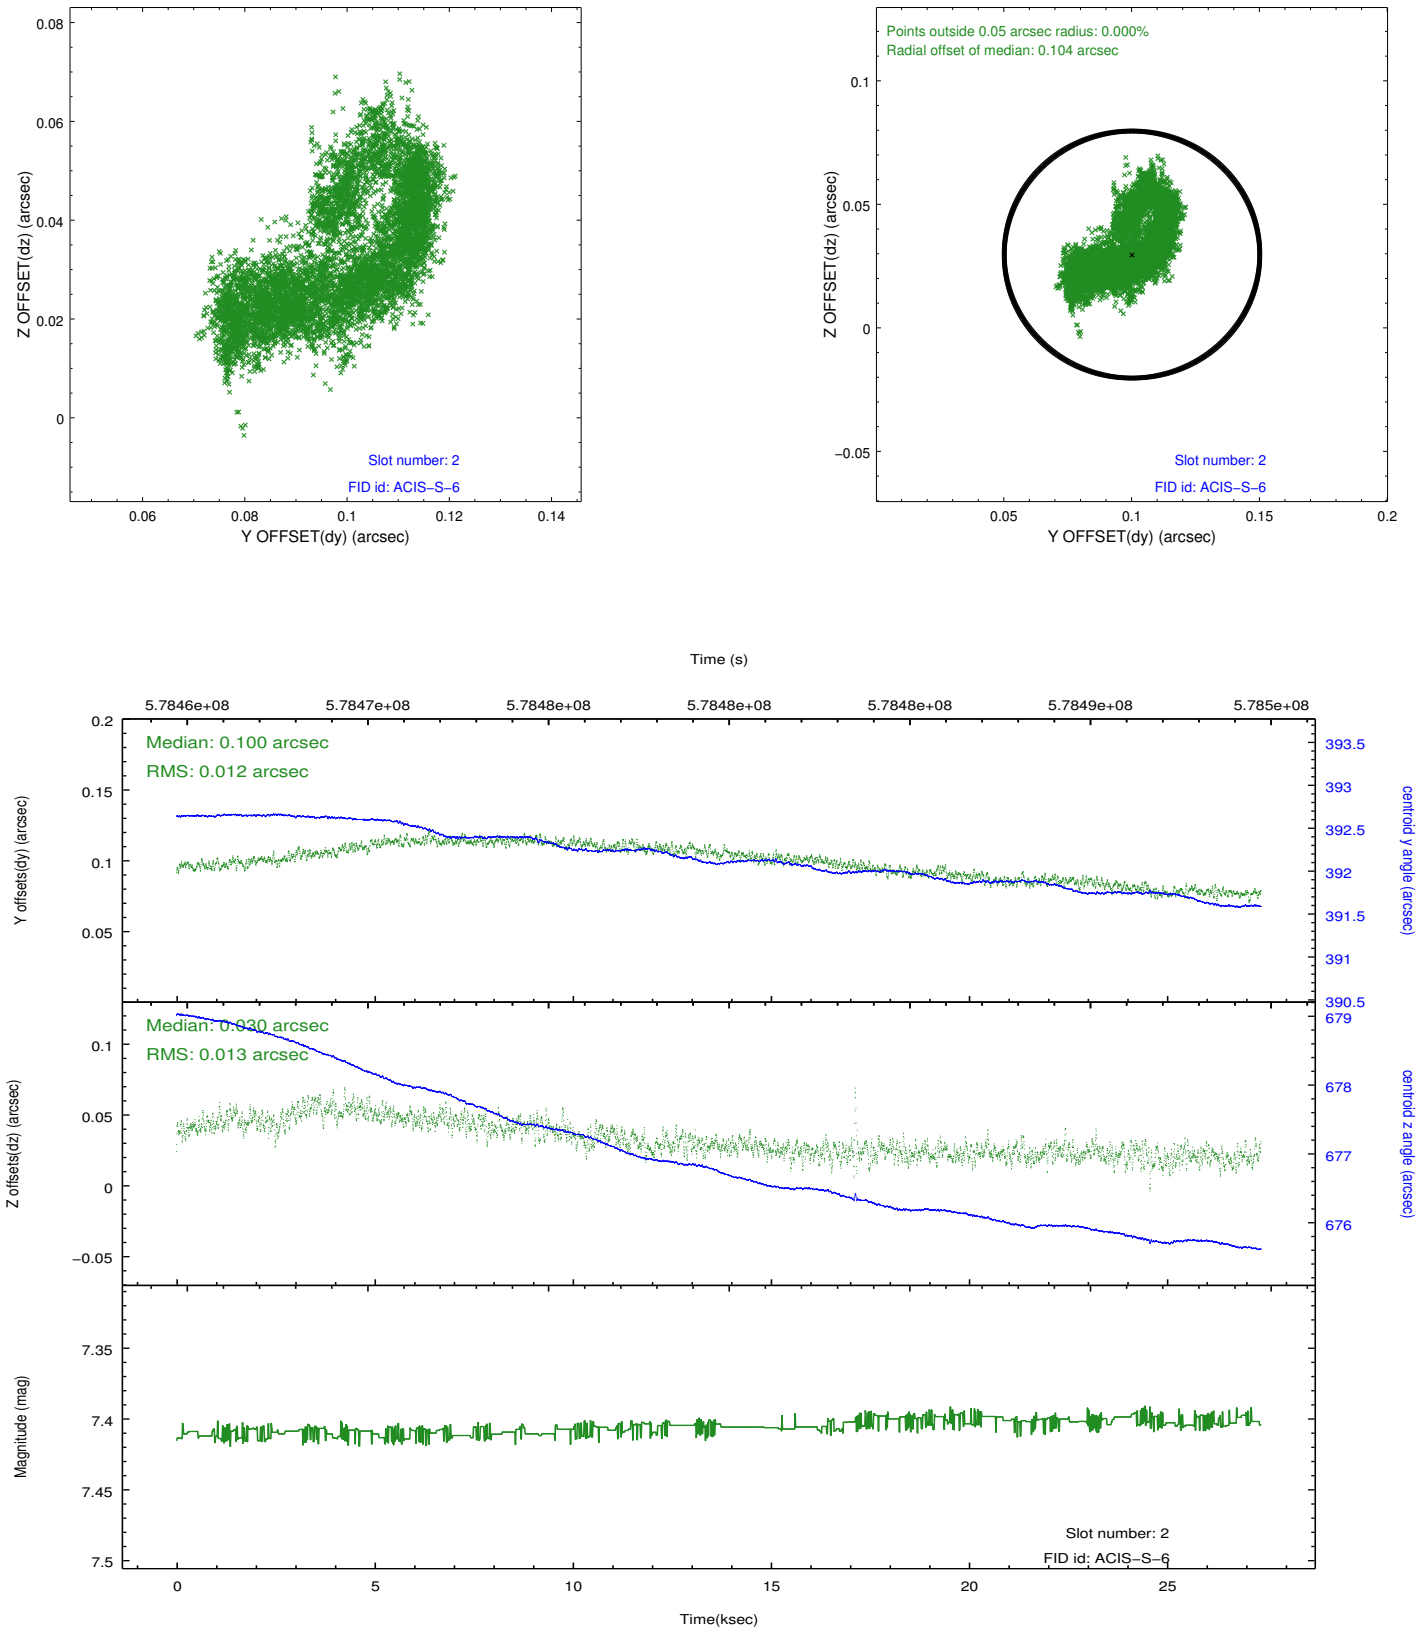 0.08
0.06
0.04
0.02
0
Z OFFSET(dz) (arcsec)
Slot number: 2
FID id: ACIS−S−6
0.06 0.08 0.1 0.12 0.14
Y OFFSET(dy) (arcsec)
Points outside 0.05 arcsec radius: 0.000%
Radial offset of median: 0.104 arcsec
0.1
0.05
0
−0.05
Z OFFSET(dz) (arcsec)
Slot number: 2
FID id: ACIS−S−6
0.05 0.1 0.15 0.2
Y OFFSET(dy) (arcsec)
Time (s)
5.7846e+08 5.7847e+08 5.7848e+08 5.7848e+08 5.7848e+08 5.7849e+08 5.785e+08
Median: 0.100 arcsec
RMS: 0.012 arcsec
0.2
0.15
0.1
0.05
Y offsets(dy) (arcsec)
393.5
393
392.5
392
391.5
391
390.5
centroid y angle (arcsec)
Median: 0.030 arcsec
RMS: 0.013 arcsec
0.1
0.05
0
−0.05
Z offsets(dz) (arcsec)
679
678
677
676
centroid z angle (arcsec)
7.35
7.4
7.45
7.5
Magnitude (mag)
Slot number: 2
FID id: ACIS−S−6
0 5 10 15 20 25
Time(ksec)